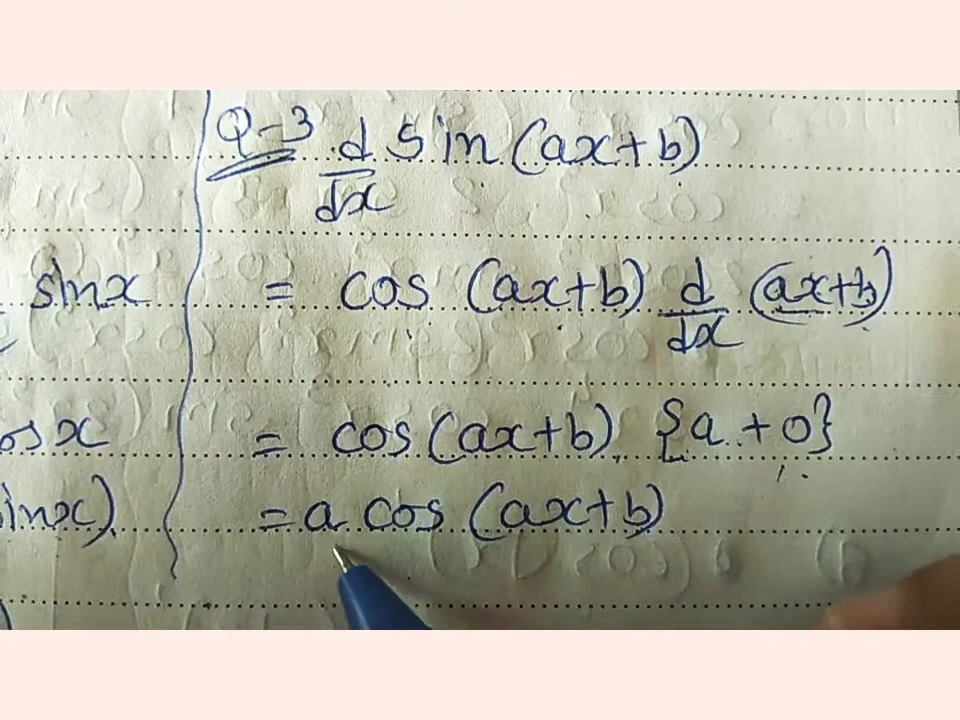 Q-3 d/dx Sin (ax+b)
sinx
= cos (ax+b) d/dx (ax+b)
= cos (ax+b) {a + 0}
= a cos (ax+b)